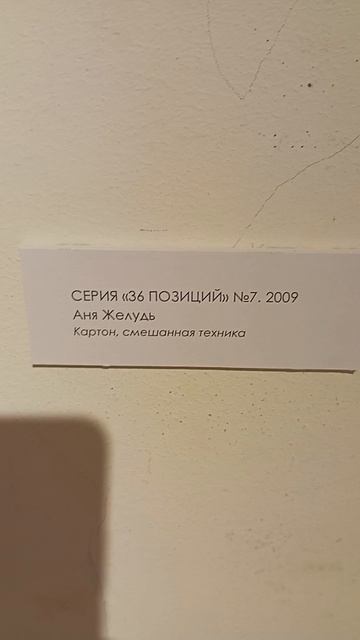 СЕРИЯ «36 ПОЗИЦИЙ» №7. 2009
Аня Желудь
Картон, смешанная техника